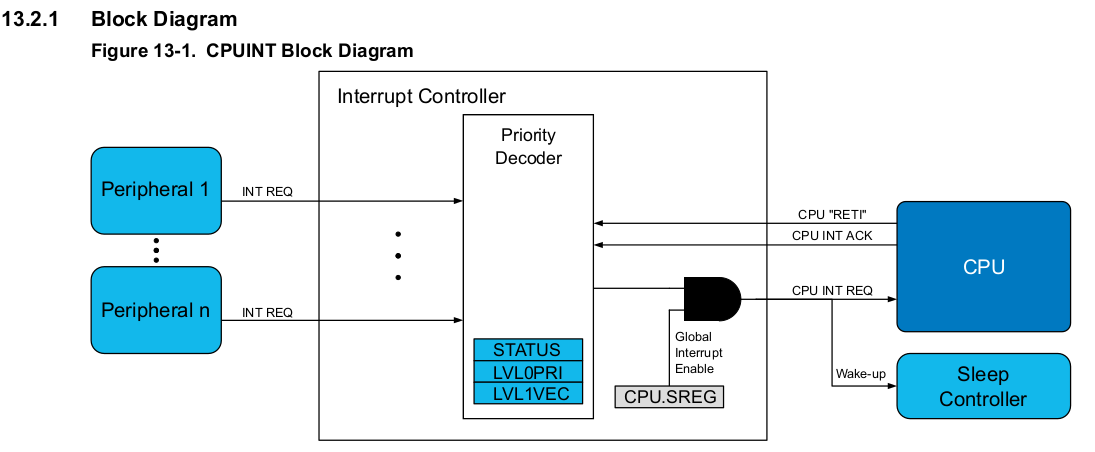 13.2.1 Block Diagram
Figure 13-1. CPUINT Block Diagram
Interrupt Controller
Priority
Decoder
Peripheral 1
INT REQ
CPU "RETI"
CPU INT ACK
CPU
CPU INT REQ
Peripheral n
INT REQ
Global
Interrupt
Enable
STATUS
LVL0PRI
LVL1VEC
CPU.SREG
Wake-up
Sleep
Controller